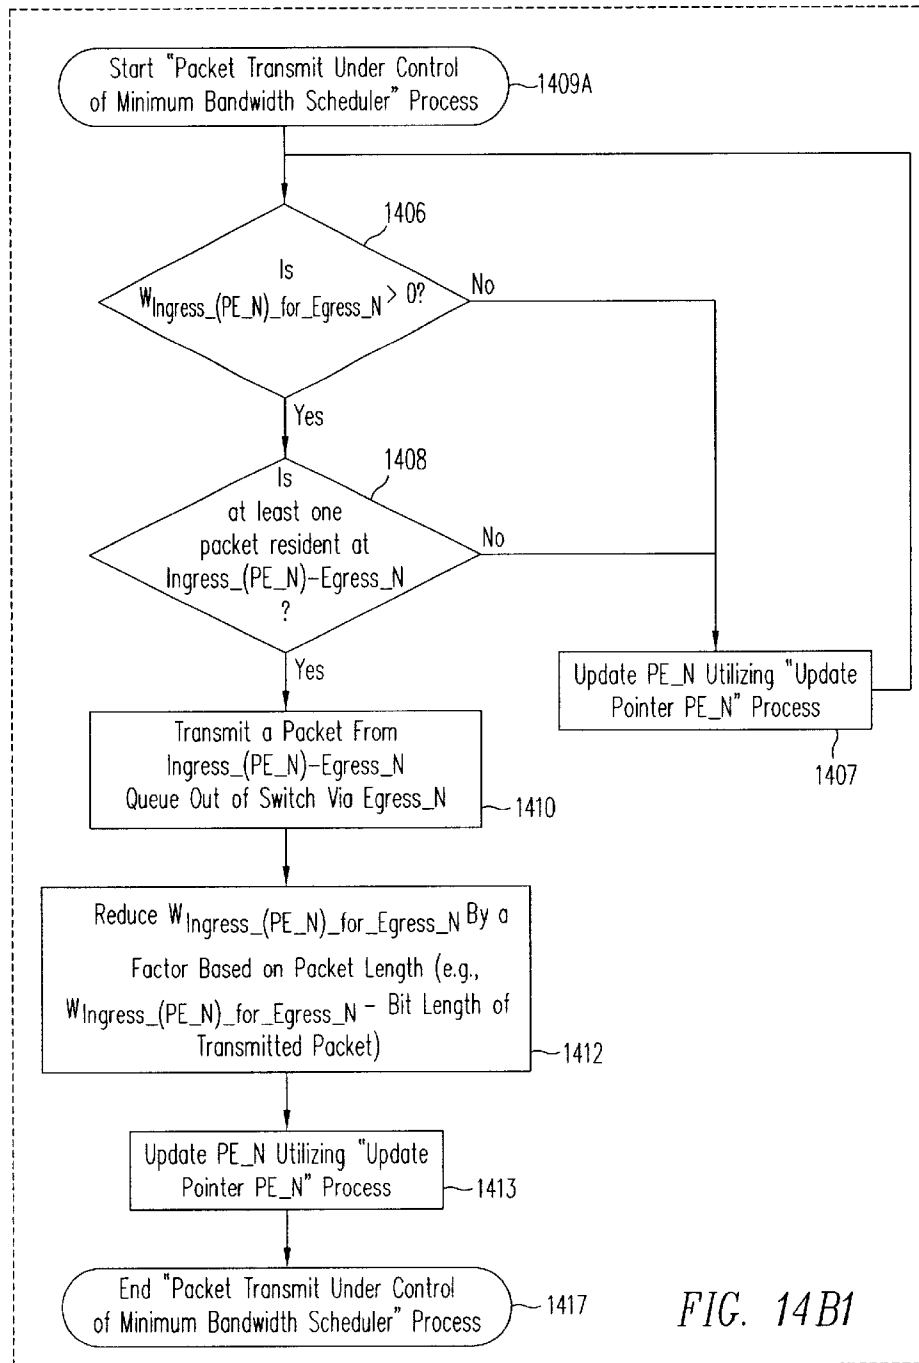 Start "Packet Transmit Under Control
of Minimum Bandwidth Scheduler" Process
1409A
1406
Is
WIngress_(PE_N)_for_Egress_N > 0?
No
Yes
1408
Is
at least one
packet resident at
Ingress_(PE_N)-Egress_N
?
No
Yes
Update PE_N Utilizing "Update
Pointer PE_N" Process
1407
Transmit a Packet From
Ingress_(PE_N)-Egress_N
Queue Out of Switch Via Egress_N
1410
Reduce WIngress_(PE_N)_for_Egress_N By a
Factor Based on Packet Length (e.g.,
WIngress_(PE_N)_for_Egress_N - Bit Length of
Transmitted Packet)
1412
Update PE_N Utilizing "Update
Pointer PE_N" Process
1413
End "Packet Transmit Under Control
of Minimum Bandwidth Scheduler" Process
1417
FIG. 14B1